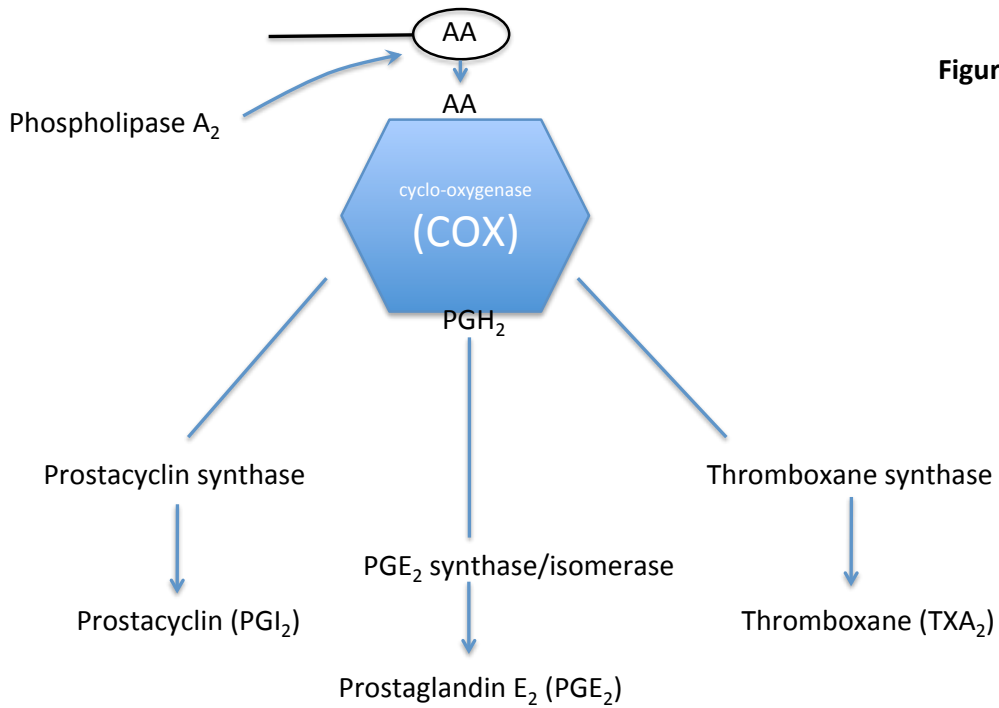 AA
Figur
AA
Phospholipase A₂
cyclo-oxygenase
(COX)
PGH₂
Prostacyclin synthase
Thromboxane synthase
PGE₂ synthase/isomerase
Prostacyclin (PGI₂)
Thromboxane (TXA₂)
Prostaglandin E₂ (PGE₂)